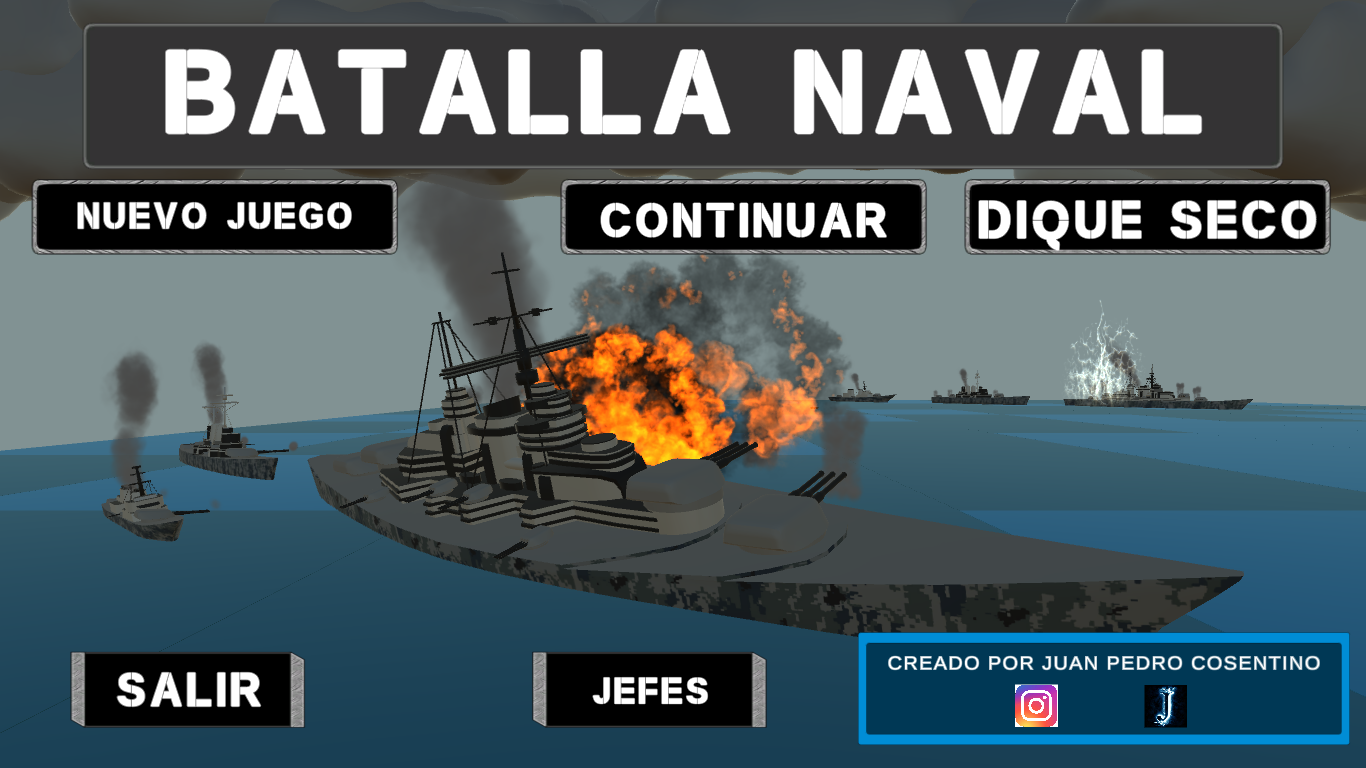 BATALLA NAVAL
NUEVO JUEGO
CONTINUAR
DIQUE SECO
SALIR
JEFES
CREADO POR JUAN PEDRO COSENTINO
J